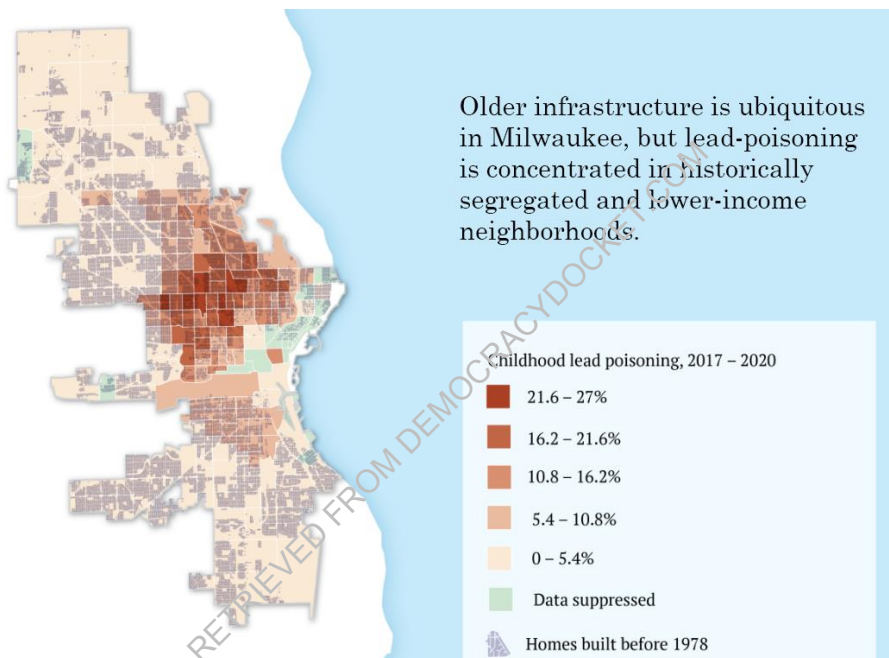 Older infrastructure is ubiquitous
in Milwaukee, but lead-poisoning
is concentrated in historically
segregated and lower-income
neighborhoods.
Childhood lead poisoning, 2017 – 2020
21.6 – 27%
16.2 – 21.6%
10.8 – 16.2%
5.4 – 10.8%
0 – 5.4%
Data suppressed
Homes built before 1978
RETRIEVED FROM DEMOCRACYDOCKET.COM